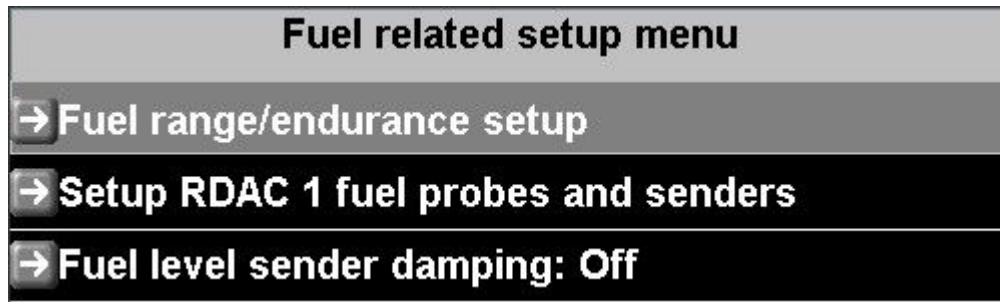 Fuel related setup menu
Fuel range/endurance setup
Setup RDAC 1 fuel probes and senders
Fuel level sender damping: Off